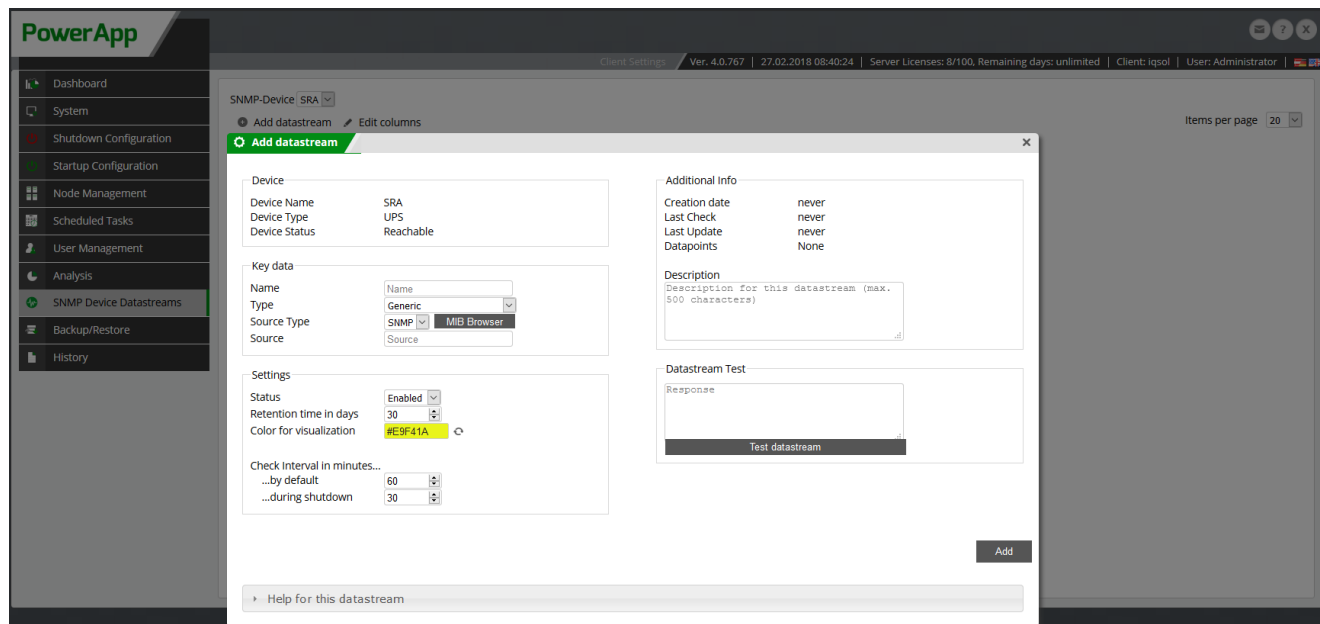 PowerApp
?
X
Client Settings
Ver. 4.0.767 | 27.02.2018 08:40:24 | Server Licenses: 8/100, Remaining days: unlimited | Client: iqsol | User: Administrator |
Dashboard
System
Shutdown Configuration
Startup Configuration
Node Management
Scheduled Tasks
User Management
Analysis
SNMP Device Datastreams
Backup/Restore
History
SNMP-Device SRA
Add datastream Edit columns
Items per page 20
Add datastream
Device
Device Name SRA
Device Type UPS
Device Status Reachable
Key data
Name Name
Type Generic
Source Type SNMP MIB Browser
Source Source
Settings
Status Enabled
Retention time in days 30
Color for visualization #E9F41A
Check Interval in minutes...
...by default 60
...during shutdown 30
Additional Info
Creation date never
Last Check never
Last Update never
Datapoints None
Description
Description for this datastream (max.
500 characters)
Datastream Test
Response
Test datastream
Add
Help for this datastream